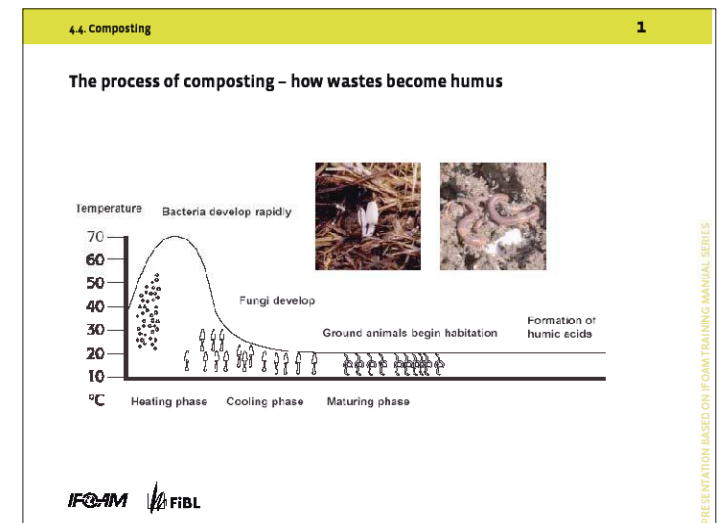 4.4. Composting
1
The process of composting – how wastes become humus
Temperature
Bacteria develop rapidly
70
60
50
40
30
20
10
°C
Fungi develop
Ground animals begin habitation
Formation of
humic acids
Heating phase
Cooling phase
Maturing phase
IFOAM
FiBL
PRESENTATION BASED ON IFOAM TRAINING MANUAL SERIES